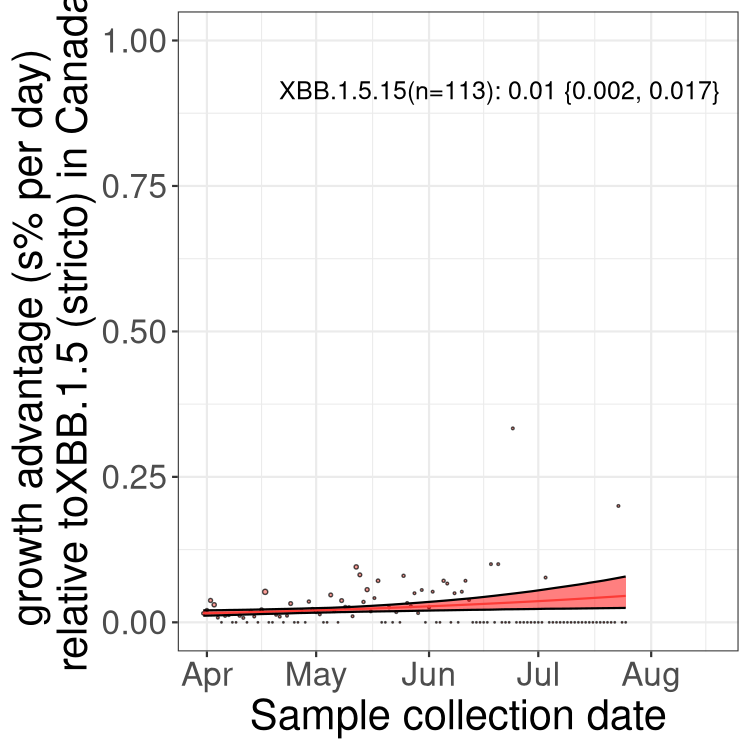 growth advantage (s% per day)
relative toXBB.1.5 (stricto) in Canada
1.00
0.75
0.50
0.25
0.00
XBB.1.5.15(n=113): 0.01 {0.002, 0.017}
Apr May Jun Jul Aug
Sample collection date